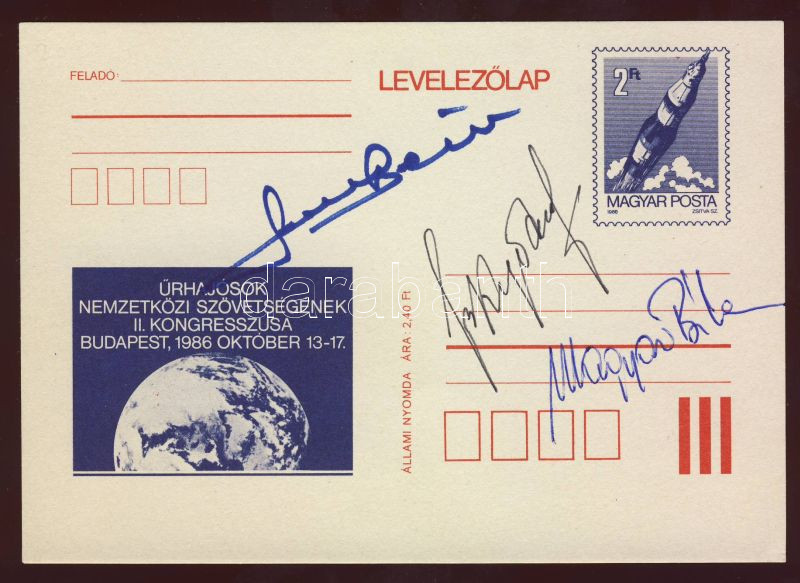 FELADÓ:
LEVELEZŐLAP
2 Ft
MAGYAR POSTA
1986 ZSITVA SZ.
ŰRHAJÓSOK
NEMZETKÖZI SZÖVETSÉGÉNEK
II. KONGRESSZUSA
BUDAPEST, 1986 OKTÓBER 13-17.
ÁLLAMI NYOMDA ÁRA: 2,40 Ft
Magyari Béla
darabanth